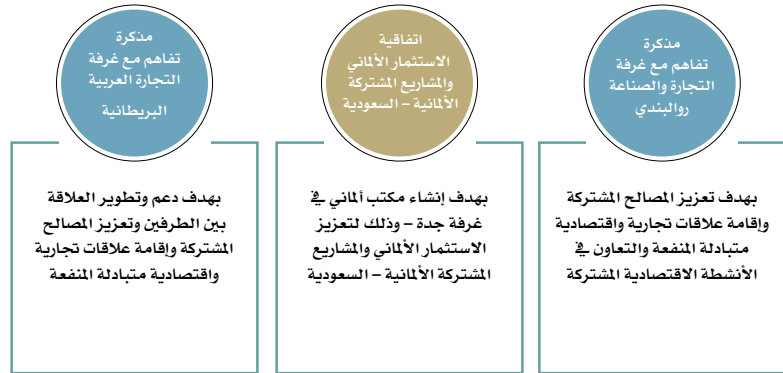 مذكرة
تفاهم مع غرفة
التجارة والصناعة
روالبندي
بهدف تعزيز المصالح المشتركة
وإقامة علاقات تجارية واقتصادية
متبادلة المنفعة والتعاون في
الأنشطة الاقتصادية المشتركة
اتفاقية
الاستثمار الألماني
والمشاريع المشتركة
الألمانية – السعودية
بهدف إنشاء مكتب ألماني في
غرفة جدة – وذلك لتعزيز
الاستثمار الألماني والمشاريع
المشتركة الألمانية – السعودية
مذكرة
تفاهم مع غرفة
التجارة العربية
البريطانية
بهدف دعم وتطوير العلاقة
بين الطرفين وتعزيز المصالح
المشتركة وإقامة علاقات تجارية
واقتصادية متبادلة المنفعة